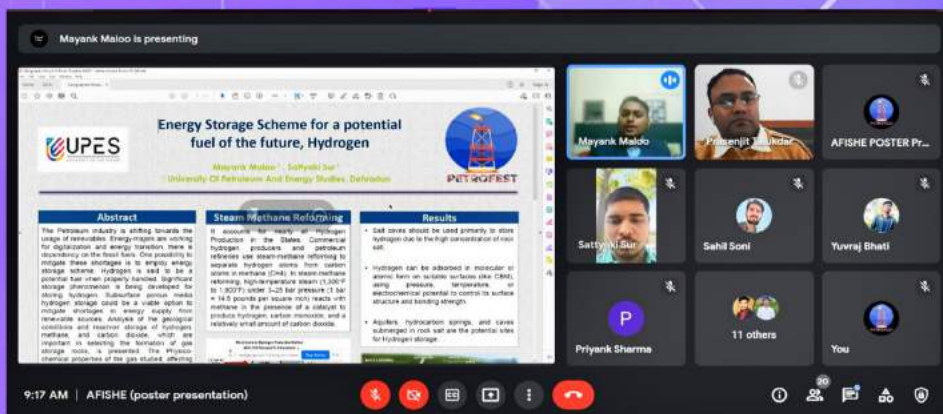 Mayank Maloo is presenting
UPES
Energy Storage Scheme for a potential
fuel of the future, Hydrogen
Mayank Maloo , Sattyaki Sur
University Of Petroleum And Energy Studies, Dehradun
PETROFEST
Abstract
The Petroleum industry is shifting towards the
usage of renewables. Energy-majors are working
for digitalization and energy transition, there is
dependency on the fossil fuels. One possibility to
mitigate these shortages is to employ energy
storage scheme. Hydrogen is said to be a
potential fuel when properly handled. Significant
storage phenomenon is being developed for
storing hydrogen. Subsurface porous media
hydrogen storage could be a viable option to
mitigate shortages in energy supply from
renewable sources. Analysis of the geological
conditions and reservoir storage of hydrogen,
methane and carbon dioxide, which are
important in selecting the formation of gas
storage rocks, is presented. The Physico-
chemical properties of the gas studied, affecting
Steam Methane Reforming
It accounts for nearly all Hydrogen
Production in the States. Commercial
hydrogen producers and petroleum
refineries use steam-methane reforming to
separate hydrogen atoms from carbon
atoms in methane (CH4). In steam-methane
reforming, high-temperature steam (1,300°F
to 1,800°F) under 3–25 bar pressure (1 bar
= 14.5 pounds per square inch) reacts with
methane in the presence of a catalyst to
produce hydrogen, carbon monoxide, and a
relatively small amount of carbon dioxide.
Results
• Salt caves should be used primarily to store
hydrogen due to the high concentration of rock
salt.
• Hydrogen can be adsorbed in molecular or
atomic form on suitable surfaces (like CBM),
using pressure, temperature, or
electrochemical potential to control its surface
structure and bonding strength.
• Aquifers, hydrocarbon springs, and caves
submerged in rock salt are the potential sites
for Hydrogen storage.
Mayank Maloo
Prasenjit Talukdar
AFISHE POSTER Pr...
Sattyaki Sur
Sahil Soni
Yuvraj Bhati
P
Priyank Sharma
11 others
You
9:17 AM | AFISHE (poster presentation)
20